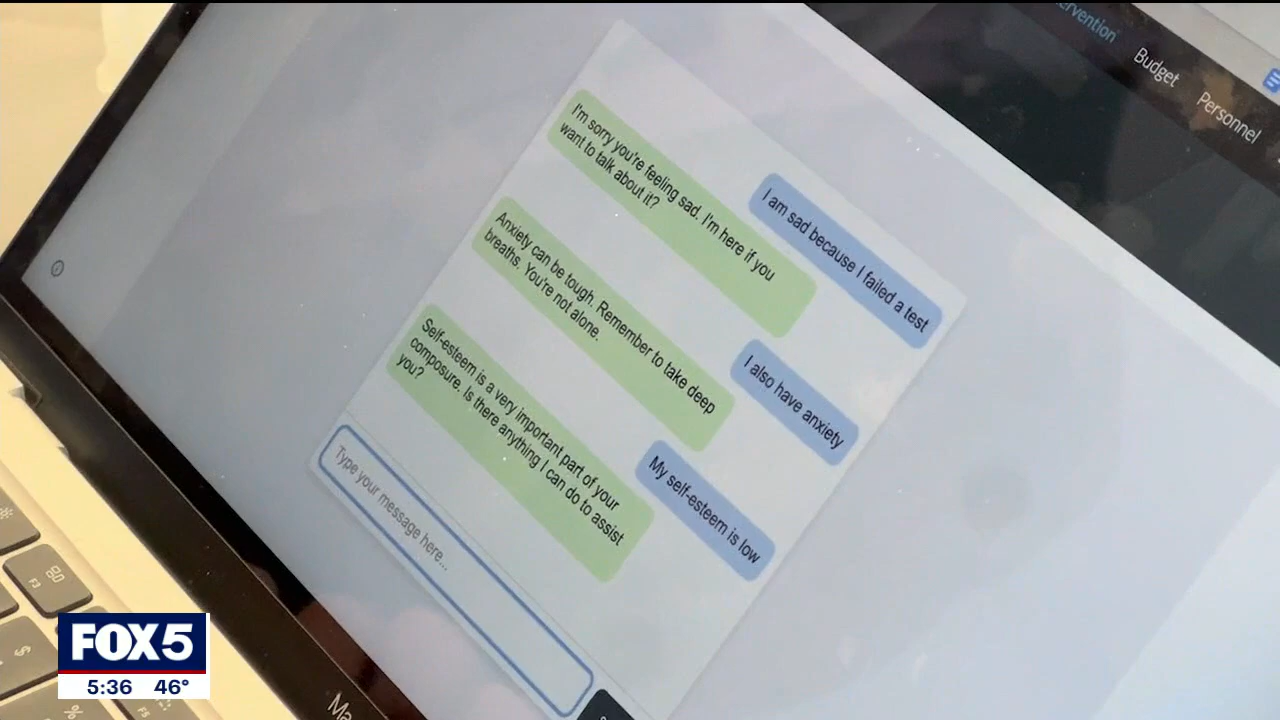 Budget
Personnel
I am sad because I failed a test
I'm sorry you're feeling sad. I'm here if you
want to talk about it?
I also have anxiety
Anxiety can be tough. Remember to take deep
breaths. You're not alone.
My self-esteem is low
Self-esteem is a very important part of your
composure. Is there anything I can do to assist
you?
Type your message here...
F3
$
%
F5
FOX5
5:36 46°